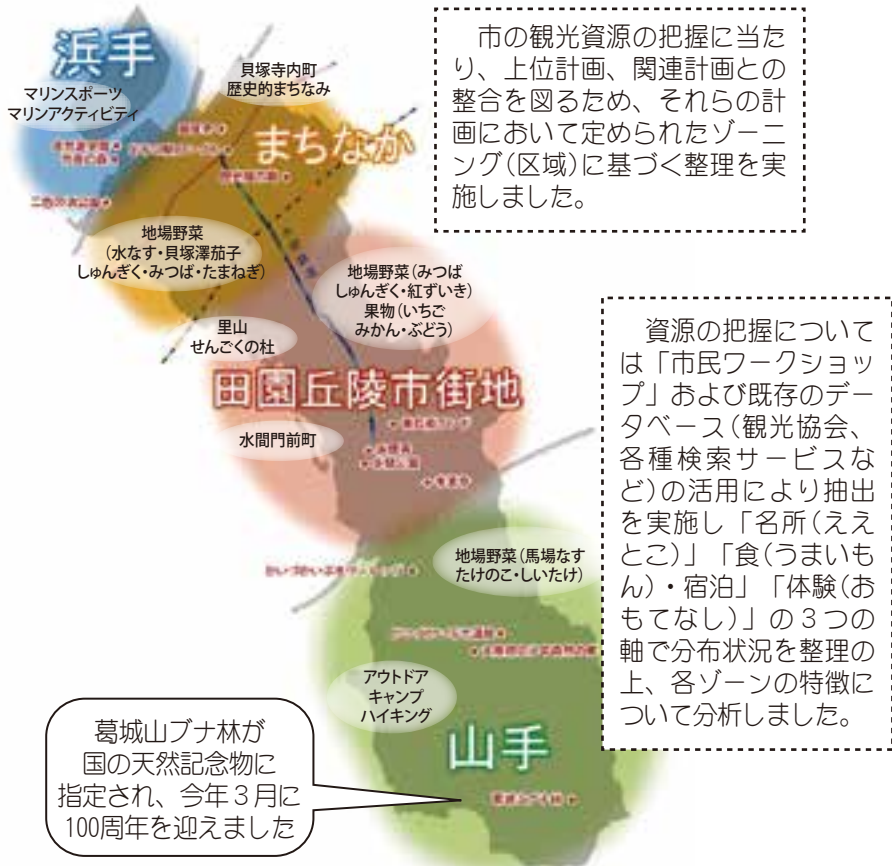 浜手
マリンスポーツ
マリンアクティビティ
貝塚寺内町
歴史的まちなみ
まちなか
市の観光資源の把握に当た
り、上位計画、関連計画との
整合を図るため、それらの計
画において定められたゾーニ
ング(区域)に基づく整理を実
施しました。
地場野菜
(水なす・貝塚澤茄子
しゅんぎく・みつば・たまねぎ)
地場野菜(みつば
しゅんぎく・紅ずいき)
果物(いちご
みかん・ぶどう)
里山
せんごくの杜
田園丘陵市街地
水間門前町
資源の把握について
は「市民ワークショッ
プ」および既存のデー
タベース(観光協会、
各種検索サービスな
ど)の活用により抽出
を実施し「名所(ええ
とこ)」「食(うまいも
ん)・宿泊」「体験(お
もてなし)」の3つの
軸で分布状況を整理の
上、各ゾーンの特徴に
ついて分析しました。
地場野菜(馬場なす
たけのこ・しいたけ)
アウトドア
キャンプ
ハイキング
山手
葛城山ブナ林が
国の天然記念物に
指定され、今年3月に
100周年を迎えました